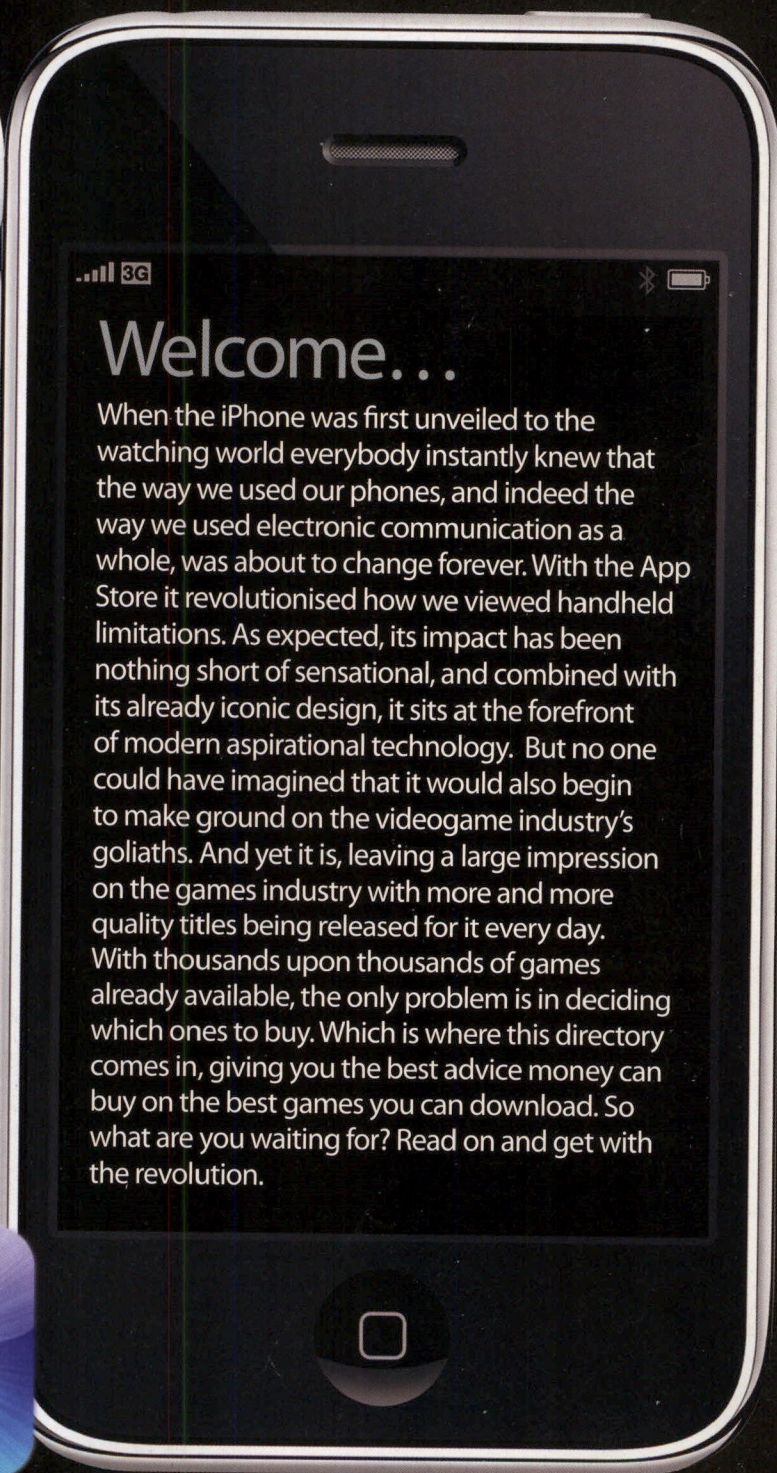 3G
Welcome...
When the iPhone was first unveiled to the
watching world everybody instantly knew that
the way we used our phones, and indeed the
way we used electronic communication as a
whole, was about to change forever. With the App
Store it revolutionised how we viewed handheld
limitations. As expected, its impact has been
nothing short of sensational, and combined with
its already iconic design, it sits at the forefront
of modern aspirational technology.  But no one
could have imagined that it would also begin
to make ground on the videogame industry's
goliaths. And yet it is, leaving a large impression
on the games industry with more and more
quality titles being released for it every day.
With thousands upon thousands of games
already available, the only problem is in deciding
which ones to buy. Which is where this directory
comes in, giving you the best advice money can
buy on the best games you can download. So
what are you waiting for? Read on and get with
the revolution.